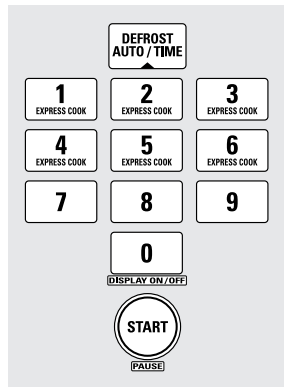 DEFROST
AUTO / TIME
1 2 3
EXPRESS COOK EXPRESS COOK EXPRESS COOK
4 5 6
EXPRESS COOK EXPRESS COOK EXPRESS COOK
7 8 9
0
DISPLAY ON/OFF
START
PAUSE